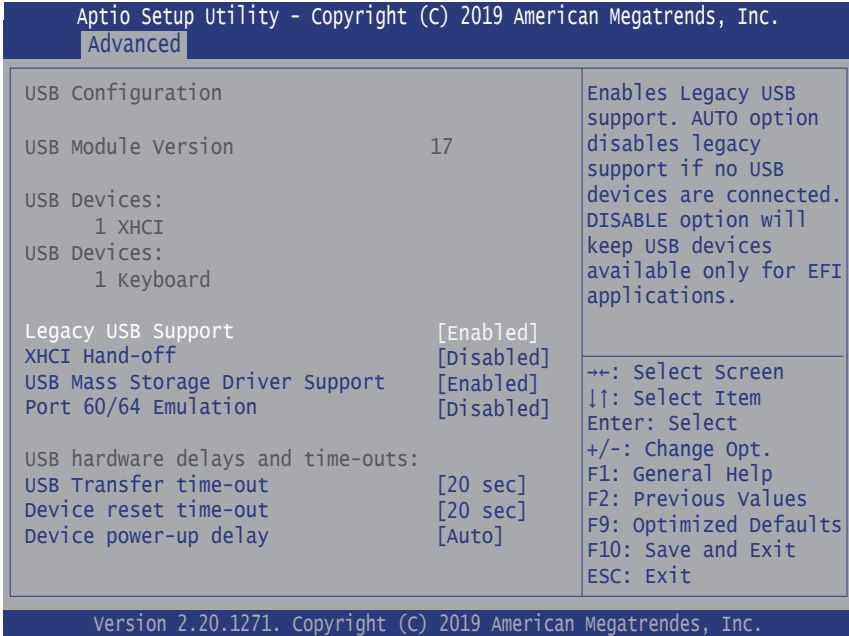 Aptio Setup Utility - Copyright (C) 2019 American Megatrends, Inc.
Advanced
USB Configuration
USB Module Version 17
USB Devices:
1 XHCI
USB Devices:
1 Keyboard
Legacy USB Support [Enabled]
XHCI Hand-off [Disabled]
USB Mass Storage Driver Support [Enabled]
Port 60/64 Emulation [Disabled]
USB hardware delays and time-outs:
USB Transfer time-out [20 sec]
Device reset time-out [20 sec]
Device power-up delay [Auto]
Enables Legacy USB
support. AUTO option
disables legacy
support if no USB
devices are connected.
DISABLE option will
keep USB devices
available only for EFI
applications.
→←: Select Screen
↓↑: Select Item
Enter: Select
+/-: Change Opt.
F1: General Help
F2: Previous Values
F9: Optimized Defaults
F10: Save and Exit
ESC: Exit
Version 2.20.1271. Copyright (C) 2019 American Megatrendes, Inc.